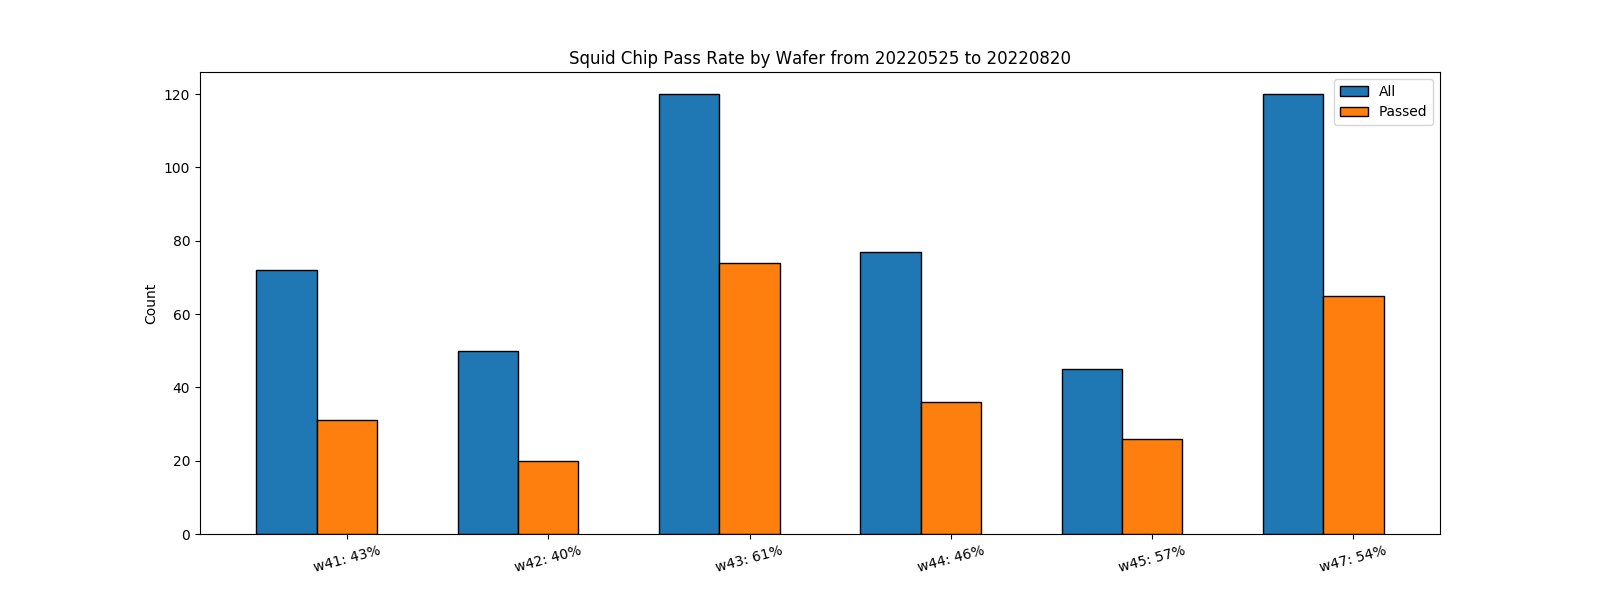 Squid Chip Pass Rate by Wafer from 20220525 to 20220820
All
Passed
Count
120
100
80
60
40
20
0
w41: 43%
w42: 40%
w43: 61%
w44: 46%
w45: 57%
w47: 54%